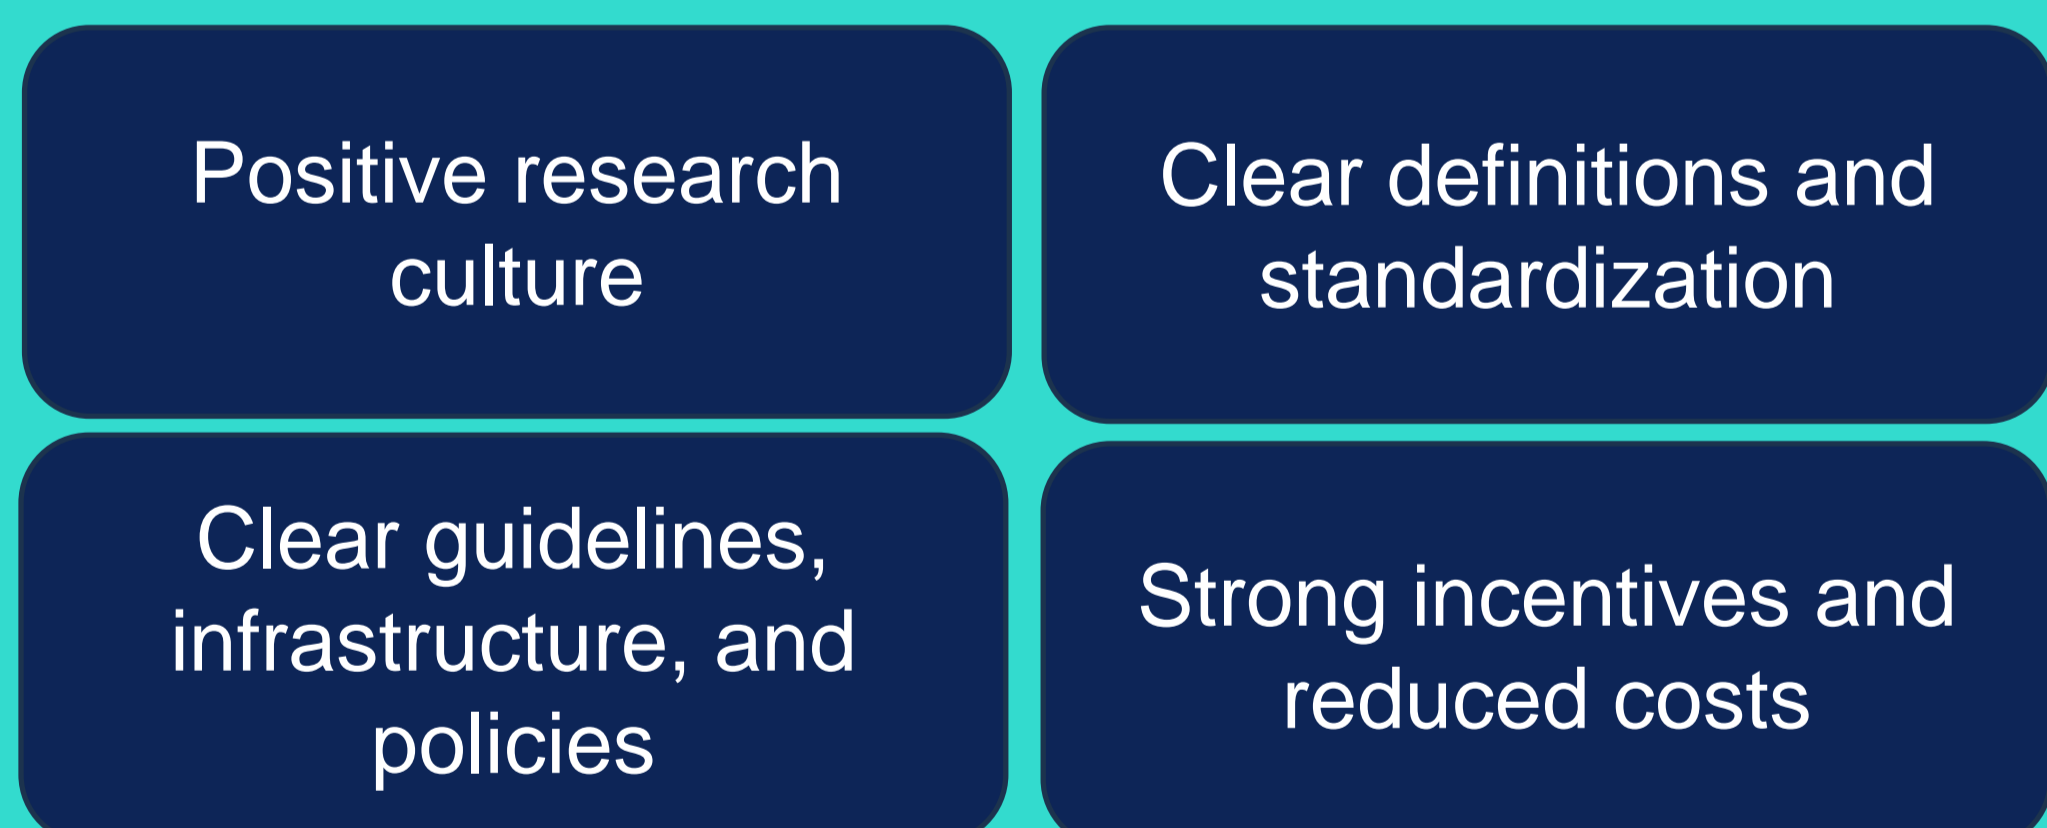 Positive research
culture
Clear definitions and
standardization
Clear guidelines,
infrastructure, and
policies
Strong incentives and
reduced costs